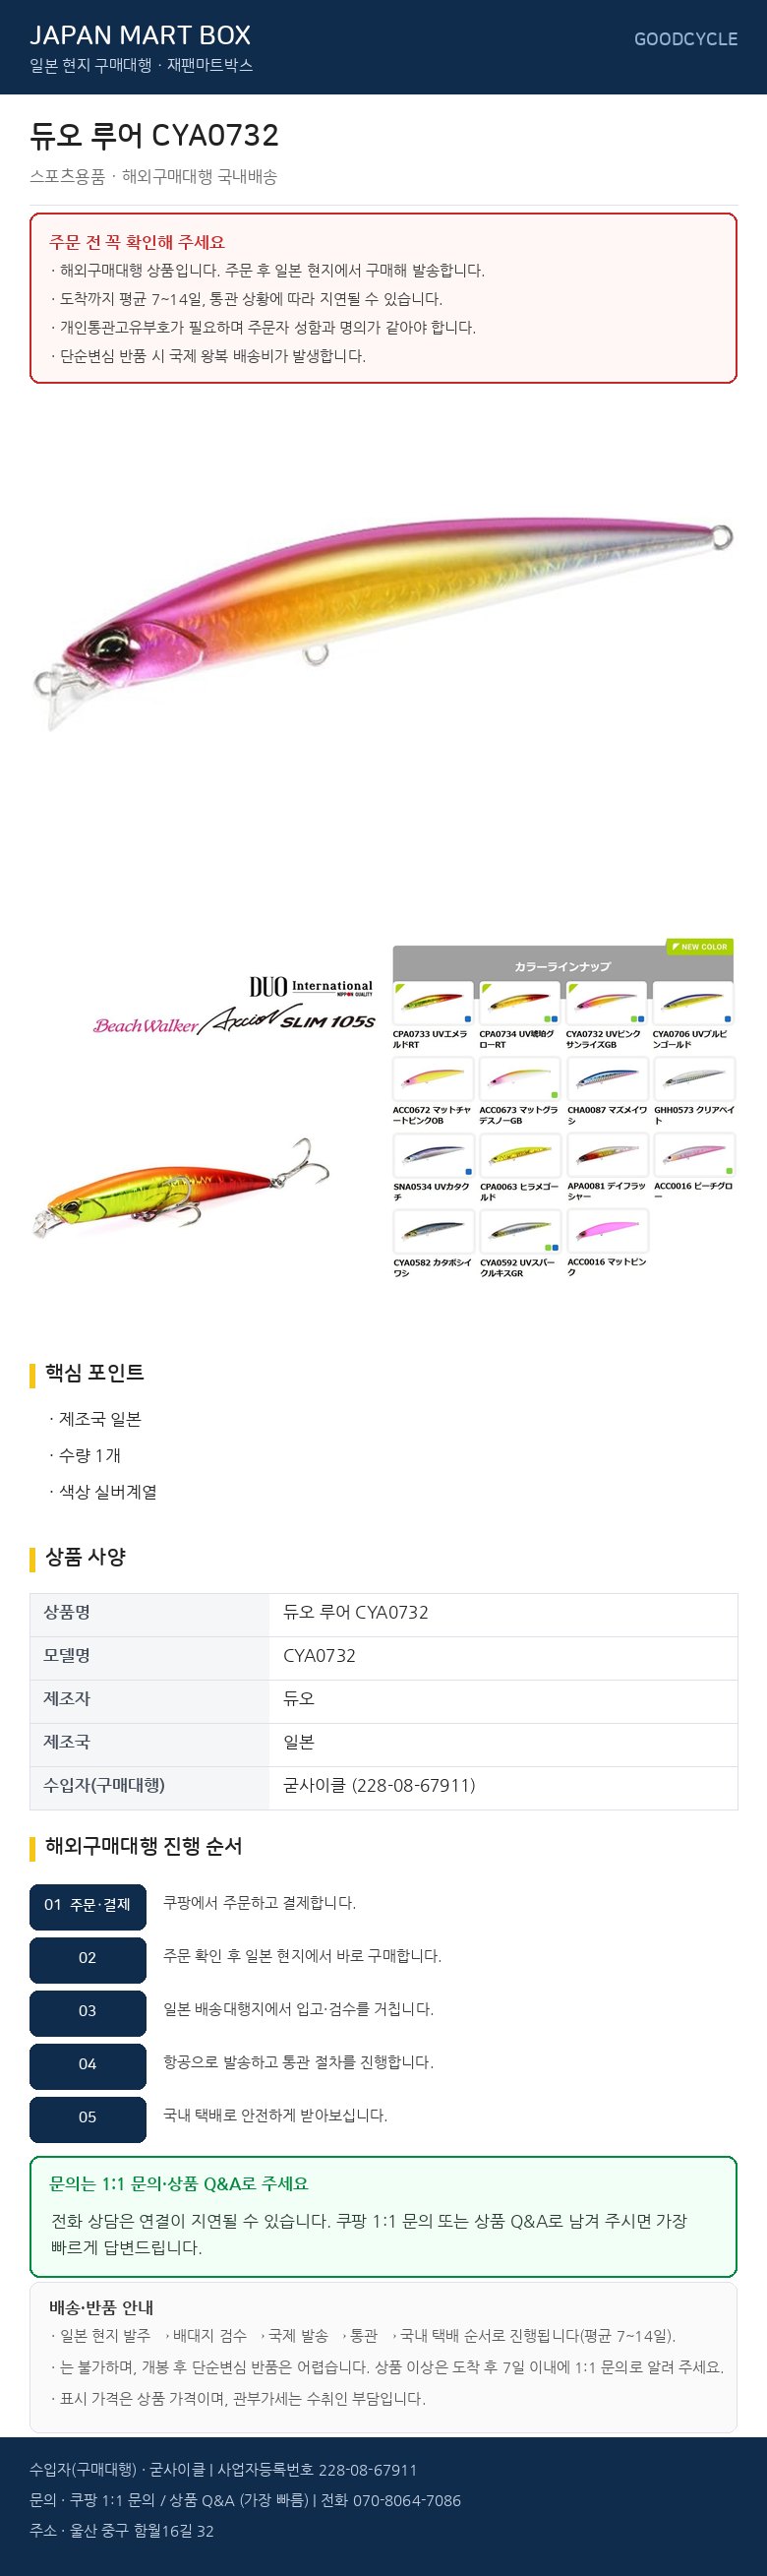 JAPAN MART BOX
일본 현지 구매대행 · 재팬마트박스
GOODCYCLE
듀오 루어 CYA0732
스포츠용품 · 해외구매대행 국내배송
주문 전 꼭 확인해 주세요
· 해외구매대행 상품입니다. 주문 후 일본 현지에서 구매해 발송합니다.
· 도착까지 평균 7~14일, 통관 상황에 따라 지연될 수 있습니다.
· 개인통관고유부호가 필요하며 주문자 성함과 명의가 같아야 합니다.
· 단순변심 반품 시 국제 왕복 배송비가 발생합니다.
DUO International
NIPPON QUALITY
BeachWalker Axcion SLIM 105S
NEW COLOR
カラーラインナップ
CPA0733 UVエメラルドRT
CPA0734 UV琥珀グローRT
CYA0732 UVピンクサンライズGB
CYA0706 UVブルピンゴールド
ACC0672 マットチャートピンクOB
ACC0673 マットグラデスノーGB
CHA0087 マズメイワシ
GHH0573 クリアベイト
SNA0534 UVカタクチ
CPA0063 ヒラメゴールド
APA0081 デイフラッシャー
ACC0016 ピーチグロー
CYA0582 カタボシイワシ
CYA0592 UVスパークルキスGR
ACC0016 マットピンク
핵심 포인트
· 제조국 일본
· 수량 1개
· 색상 실버계열
상품 사양
상품명 듀오 루어 CYA0732
모델명 CYA0732
제조자 듀오
제조국 일본
수입자(구매대행) 굳사이클 (228-08-67911)
해외구매대행 진행 순서
01 주문·결제 쿠팡에서 주문하고 결제합니다.
02 주문 확인 후 일본 현지에서 바로 구매합니다.
03 일본 배송대행지에서 입고·검수를 거칩니다.
04 항공으로 발송하고 통관 절차를 진행합니다.
05 국내 택배로 안전하게 받아보십니다.
문의는 1:1 문의·상품 Q&A로 주세요
전화 상담은 연결이 지연될 수 있습니다. 쿠팡 1:1 문의 또는 상품 Q&A로 남겨 주시면 가장
빠르게 답변드립니다.
배송·반품 안내
· 일본 현지 발주 › 배대지 검수 › 국제 발송 › 통관 › 국내 택배 순서로 진행됩니다(평균 7~14일).
· 는 불가하며, 개봉 후 단순변심 반품은 어렵습니다. 상품 이상은 도착 후 7일 이내에 1:1 문의로 알려 주세요.
· 표시 가격은 상품 가격이며, 관부가세는 수취인 부담입니다.
수입자(구매대행) · 굳사이클 | 사업자등록번호 228-08-67911
문의 · 쿠팡 1:1 문의 / 상품 Q&A (가장 빠름) | 전화 070-8064-7086
주소 · 울산 중구 함월16길 32